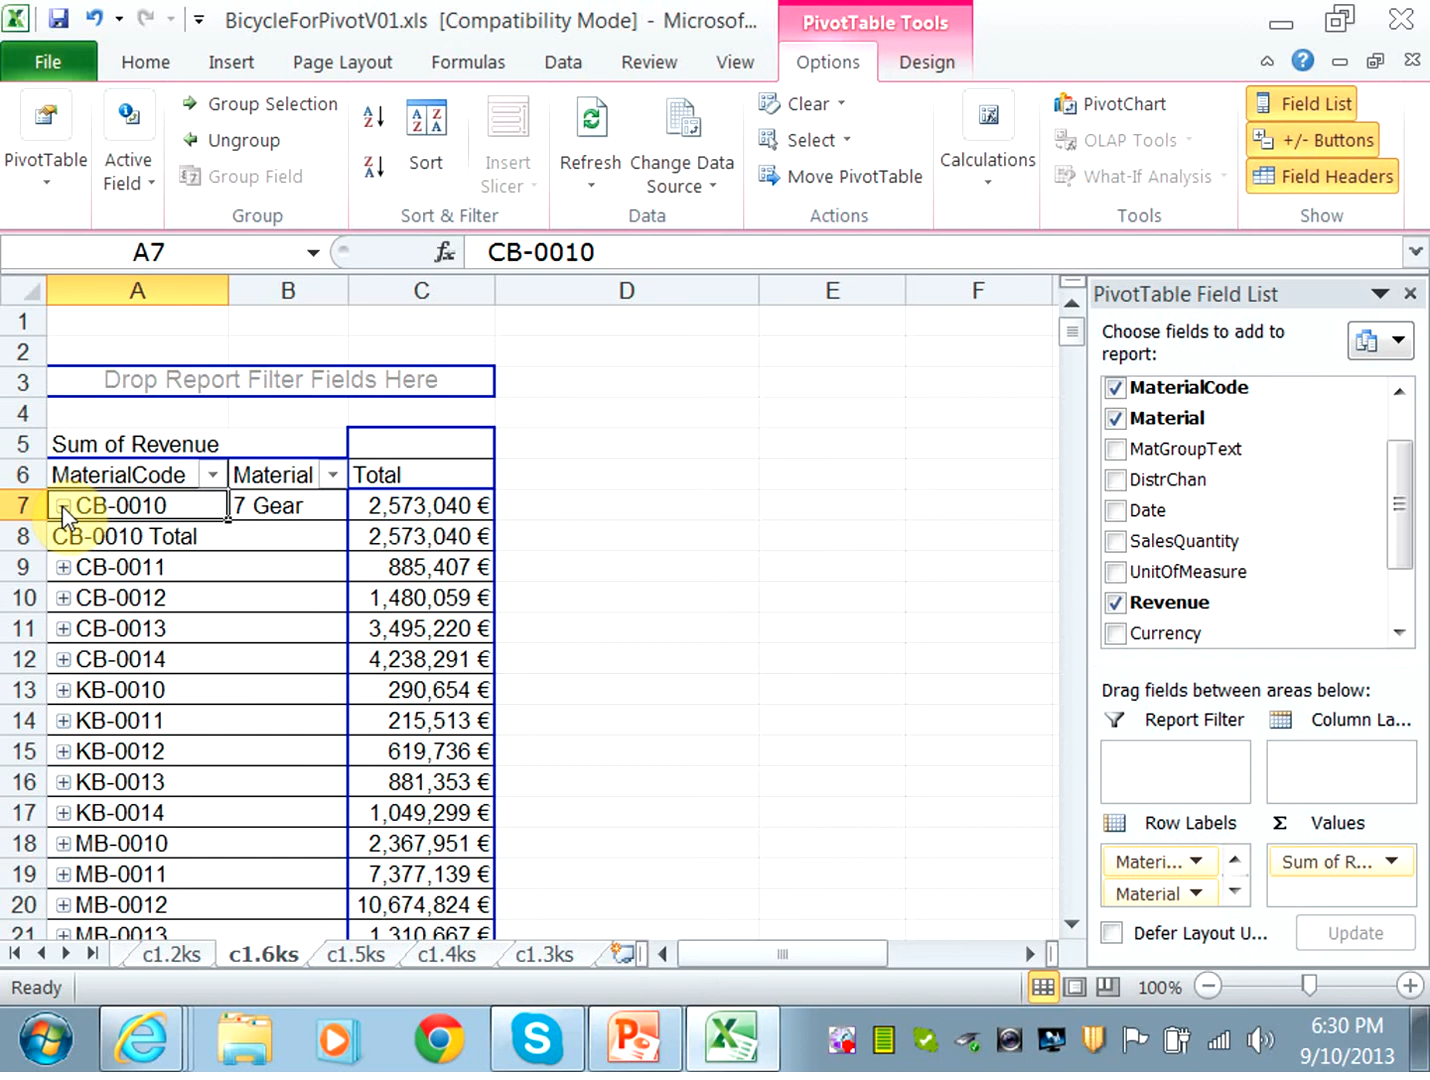 BicycleForPivotV01.xls [Compatibility Mode] - Microsof...
PivotTable Tools
File Home Insert Page Layout Formulas Data Review View Options Design
PivotTable
Active
Field
Group Selection
Ungroup
Group Field
Group
Sort
Insert
Slicer
Sort & Filter
Refresh
Change Data
Source
Data
Clear
Select
Move PivotTable
Actions
Calculations
PivotChart
OLAP Tools
What-If Analysis
Tools
Field List
+/- Buttons
Field Headers
Show
A7 fx CB-0010
A B C D E F
1
2
3 Drop Report Filter Fields Here
4
5 Sum of Revenue
6 MaterialCode Material Total
7 CB-0010 7 Gear 2,573,040 €
8 CB-0010 Total 2,573,040 €
9 CB-0011 885,407 €
10 CB-0012 1,480,059 €
11 CB-0013 3,495,220 €
12 CB-0014 4,238,291 €
13 KB-0010 290,654 €
14 KB-0011 215,513 €
15 KB-0012 619,736 €
16 KB-0013 881,353 €
17 KB-0014 1,049,299 €
18 MB-0010 2,367,951 €
19 MB-0011 7,377,139 €
20 MB-0012 10,674,824 €
21 MB-0013 1,310,667 €
PivotTable Field List
Choose fields to add to
report:
MaterialCode
Material
MatGroupText
DistrChan
Date
SalesQuantity
UnitOfMeasure
Revenue
Currency
Drag fields between areas below:
Report Filter Column La...
Row Labels Σ Values
Materi... Sum of R...
Material
Defer Layout U... Update
c1.2ks c1.6ks c1.5ks c1.4ks c1.3ks
Ready 100%
6:30 PM
9/10/2013